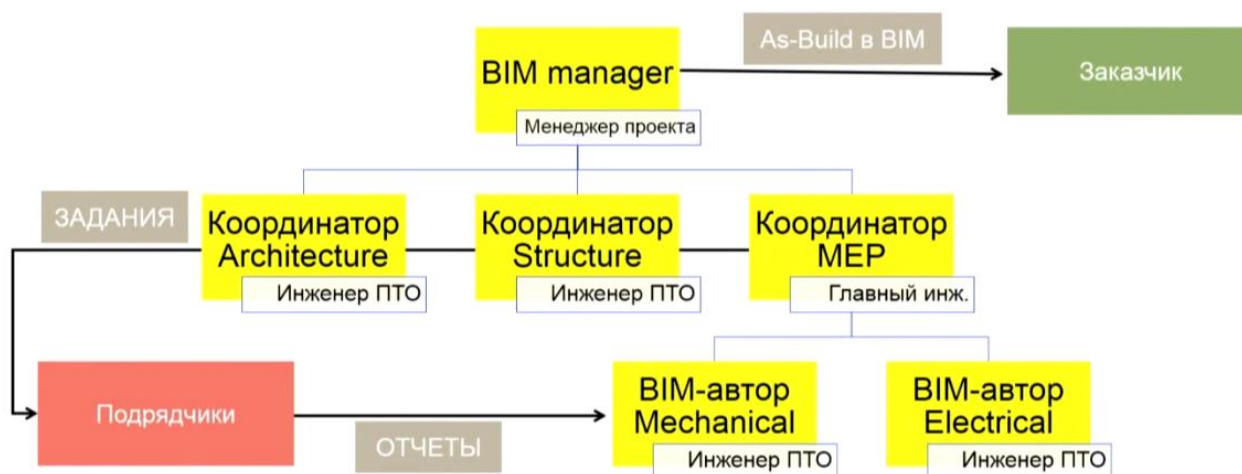 As-Build в BIM
BIM manager
Заказчик
Менеджер проекта
ЗАДАНИЯ
Координатор
Architecture
Координатор
Structure
Координатор
MEP
Инженер ПТО
Инженер ПТО
Главный инж.
Подрядчики
BIM-автор
Mechanical
BIM-автор
Electrical
ОТЧЕТЫ
Инженер ПТО
Инженер ПТО